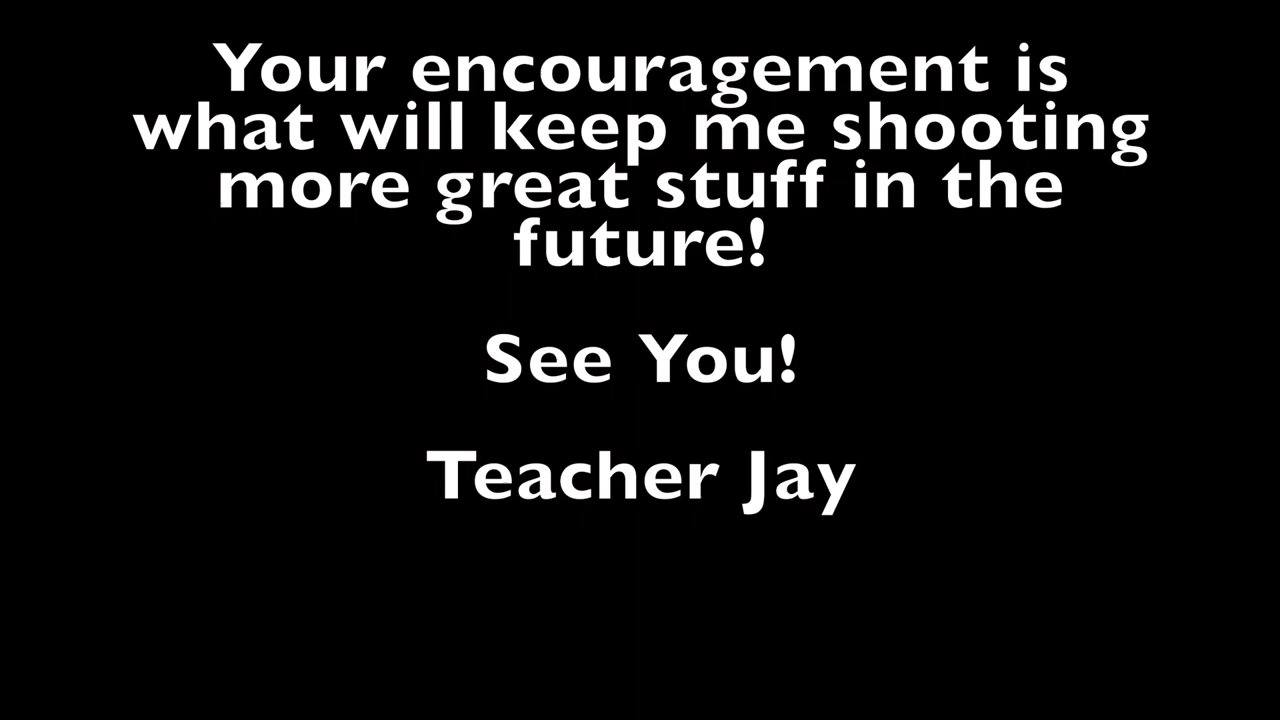 Your encouragement is
what will keep me shooting
more great stuff in the
future!
See You!
Teacher Jay